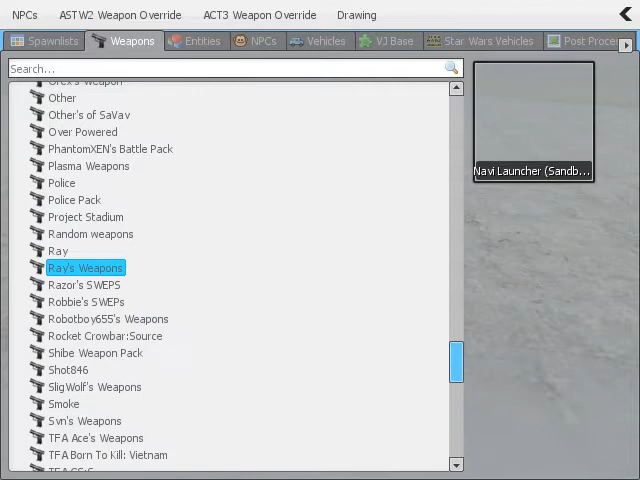 NPCs ASTW2 Weapon Override ACT3 Weapon Override Drawing
Spawnlists Weapons Entities NPCs Vehicles VJ Base Star Wars Vehicles Post Proce
Search...
Orex's Weapon
Other
Other's of SaVav
Over Powered
PhantomXEN's Battle Pack
Plasma Weapons
Police
Police Pack
Project Stadium
Random weapons
Ray
Ray's Weapons
Razor's SWEPS
Robbie's SWEPs
Robotboy655's Weapons
Rocket Crowbar:Source
Shibe Weapon Pack
Shot846
SligWolf's Weapons
Smoke
Svn's Weapons
TFA Ace's Weapons
TFA Born To Kill: Vietnam
Navi Launcher (Sandb...